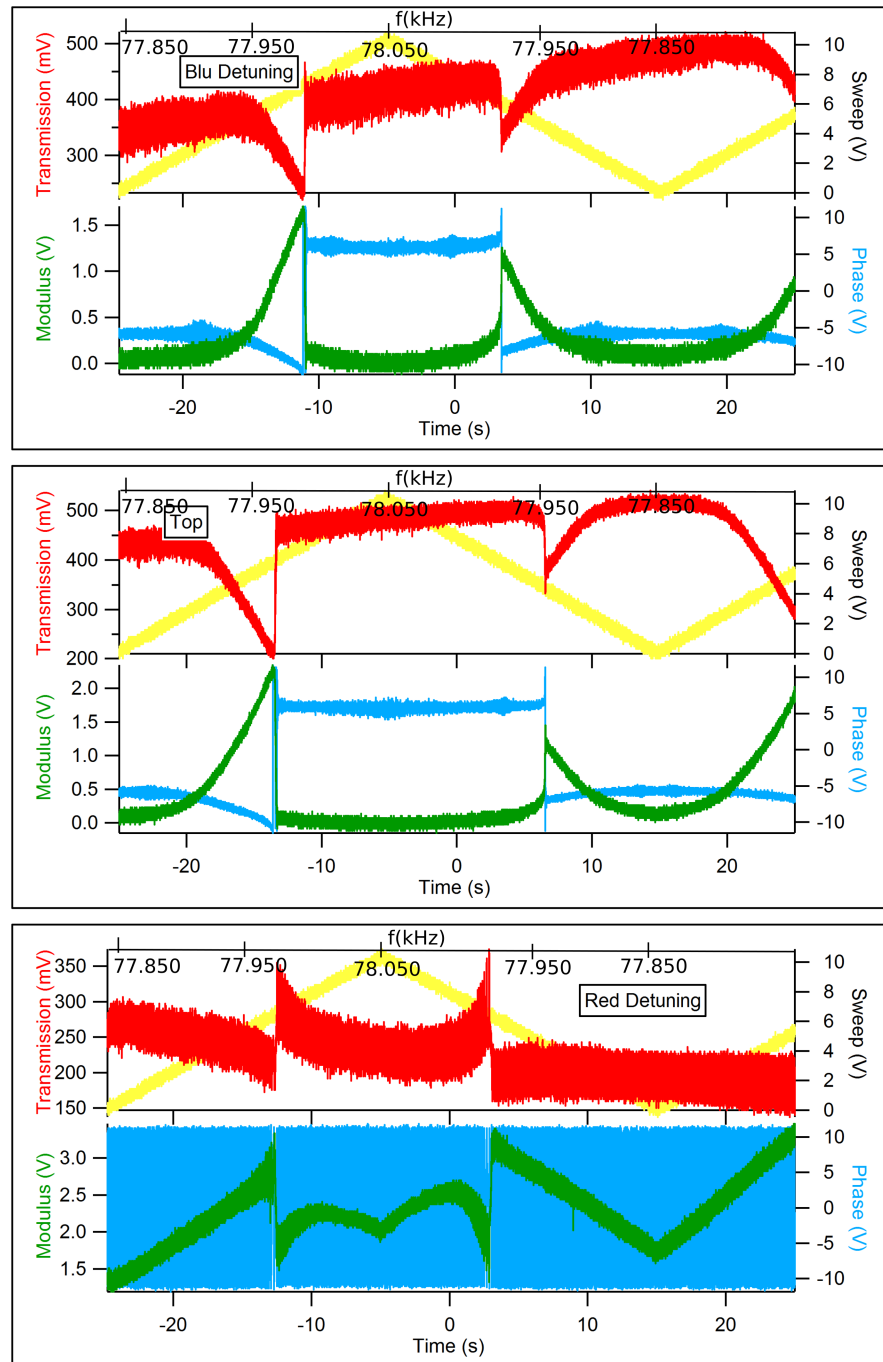 f(kHz)
77.850 77.950 78.050 77.950 77.850
500
400
300
Transmission (mV)
Blu Detuning
10
8
6
4
2
0
Sweep (V)
1.5
1.0
0.5
0.0
Modulus (V)
10
5
0
-5
-10
Phase (V)
-20 -10 0 10 20
Time (s)
f(kHz)
77.850 77.950 78.050 77.950 77.850
500
400
300
200
Transmission (mV)
Top
10
8
6
4
2
0
Sweep (V)
2.0
1.5
1.0
0.5
0.0
Modulus (V)
10
5
0
-5
-10
Phase (V)
-20 -10 0 10 20
Time (s)
f(kHz)
77.850 77.950 78.050 77.950 77.850
350
300
250
200
150
Transmission (mV)
Red Detuning
10
8
6
4
2
0
Sweep (V)
3.0
2.5
2.0
1.5
Modulus (V)
10
5
0
-5
-10
Phase (V)
-20 -10 0 10 20
Time (s)